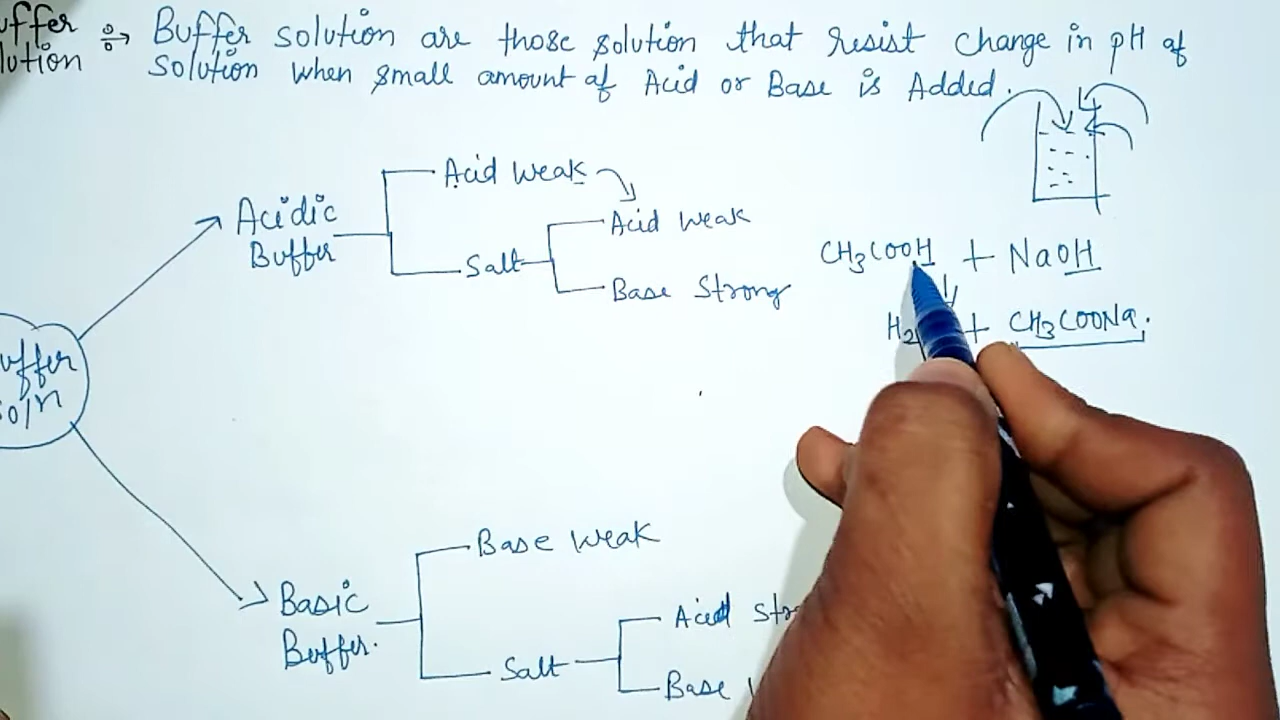 uffer lution ÷→ Buffer solution are those solution that resist change in pH of
solution when small amount of Acid or Base is Added.
Acidic Buffer
Acid Weak
Salt
Acid Weak
Base Strong
CH3COOH + NaOH
H2 + CH3COONa.
uffer
so/n
Basic Buffer.
Base Weak
Salt
Acid
Base